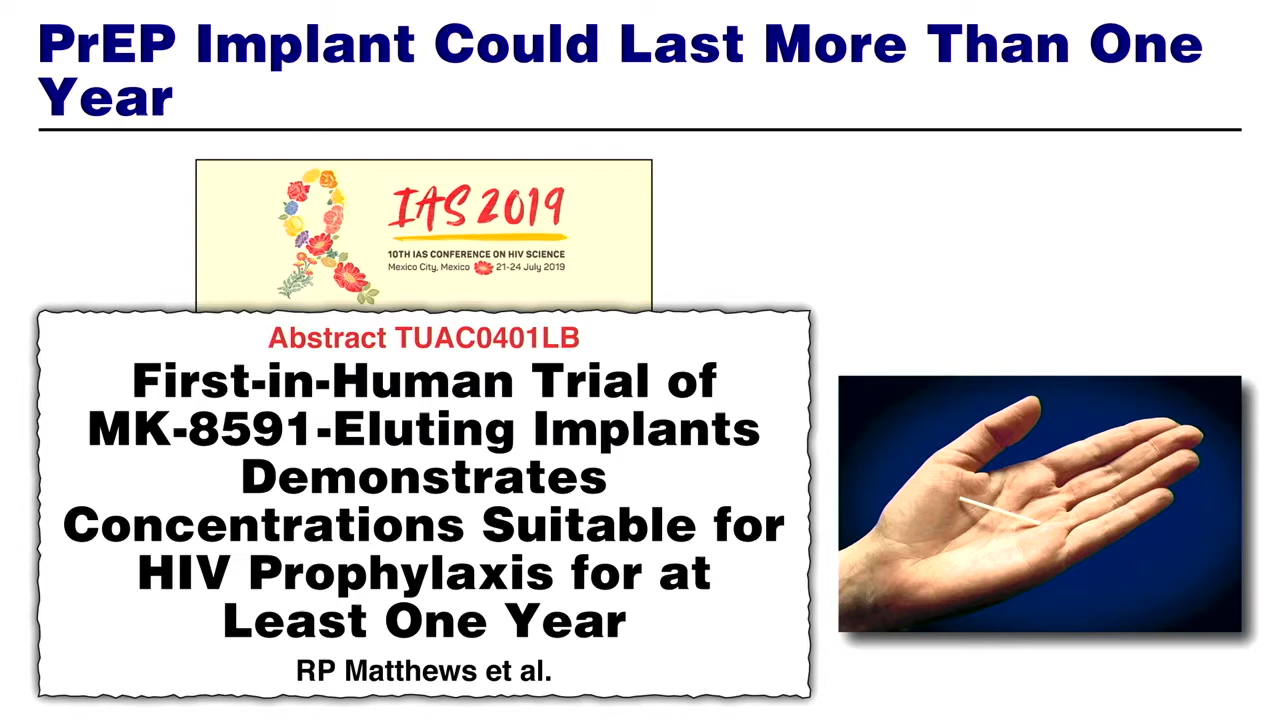 PrEP Implant Could Last More Than One
Year
IAS 2019
10TH IAS CONFERENCE ON HIV SCIENCE
Mexico City, Mexico 21-24 July 2019
Abstract TUAC0401LB
First-in-Human Trial of
MK-8591-Eluting Implants
Demonstrates
Concentrations Suitable for
HIV Prophylaxis for at
Least One Year
RP Matthews et al.